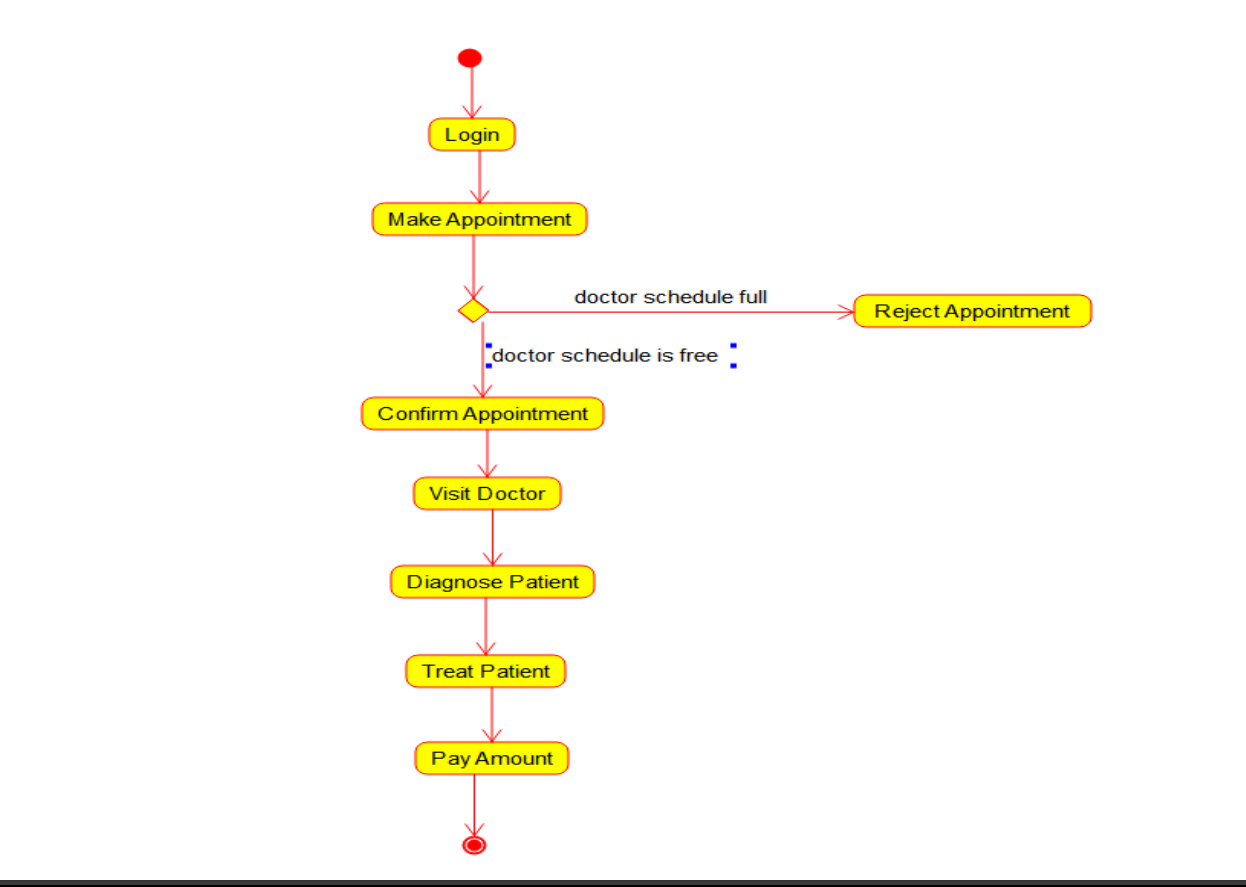 Login
Make Appointment
doctor schedule full
Reject Appointment
doctor schedule is free
Confirm Appointment
Visit Doctor
Diagnose Patient
Treat Patient
Pay Amount